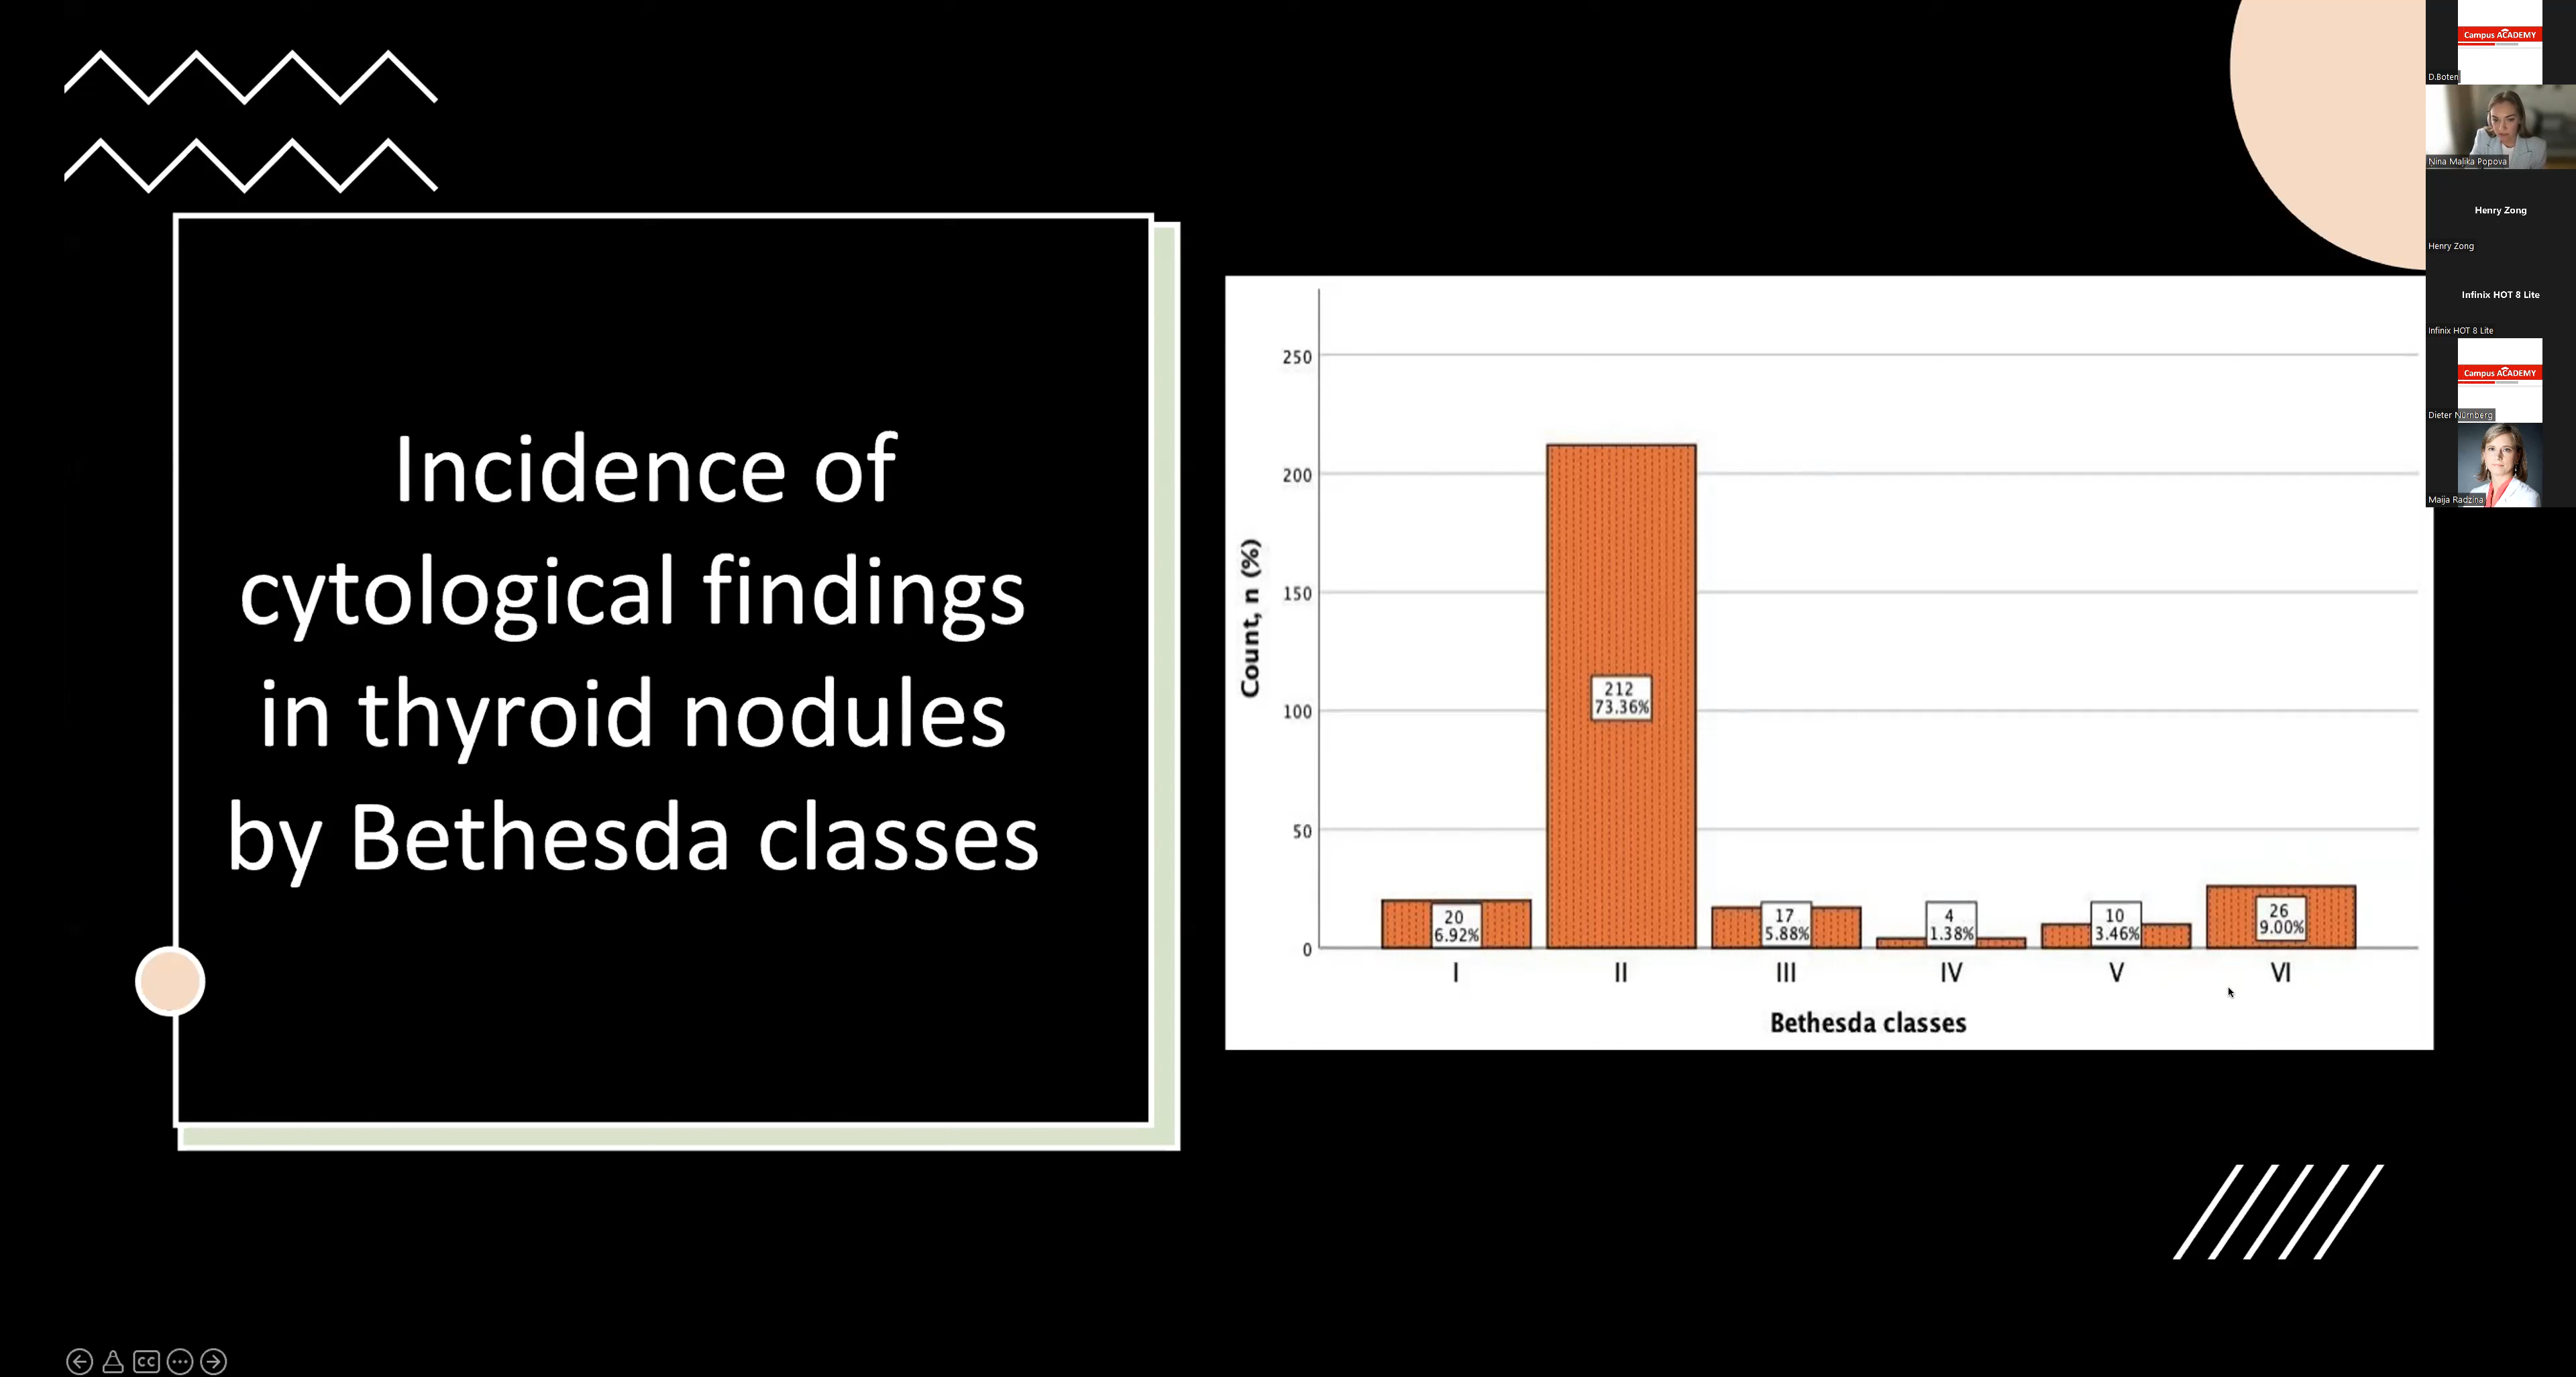 Incidence of
cytological findings
in thyroid nodules
by Bethesda classes
Count, n (%)
250
200
150
100
50
0
20
6.92%
212
73.36%
17
5.88%
4
1.38%
10
3.46%
26
9.00%
I
II
III
IV
V
VI
Bethesda classes
Campus ACADEMY
D.Boten
Nina Malika Popova
Henry Zong
Henry Zong
Infinix HOT 8 Lite
Infinix HOT 8 Lite
Campus ACADEMY
Dieter Nürnberg
Maija Radzina
CC